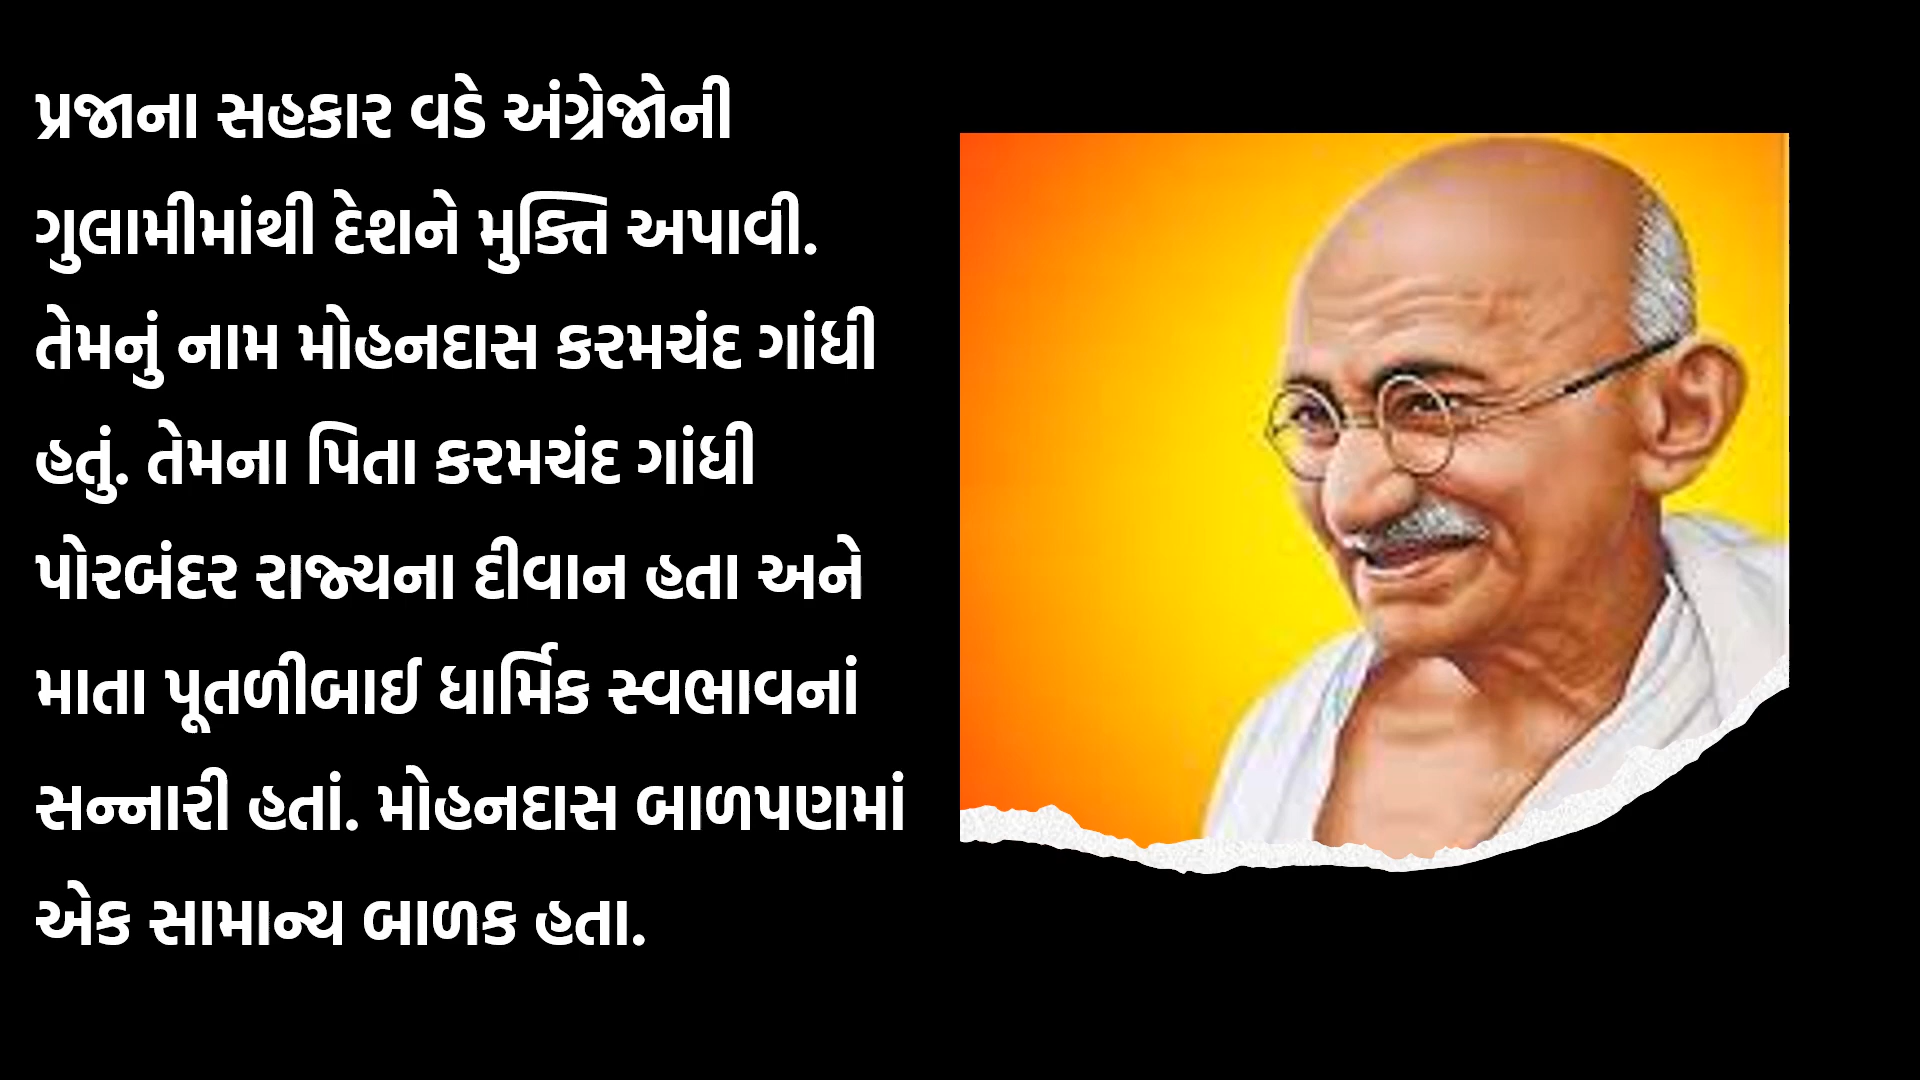 પ્રજાના સહકાર વડે અંગ્રેજોની
ગુલામીમાંથી દેશને મુક્તિ અપાવી.
તેમનું નામ મોહનદાસ કરમચંદ ગાંધી
હતું. તેમના પિતા કરમચંદ ગાંધી
પોરબંદર રાજ્યના દીવાન હતા અને
માતા પૂતળીબાઈ ધાર્મિક સ્વભાવનાં
સન્નારી હતાં. મોહનદાસ બાળપણમાં
એક સામાન્ય બાળક હતા.